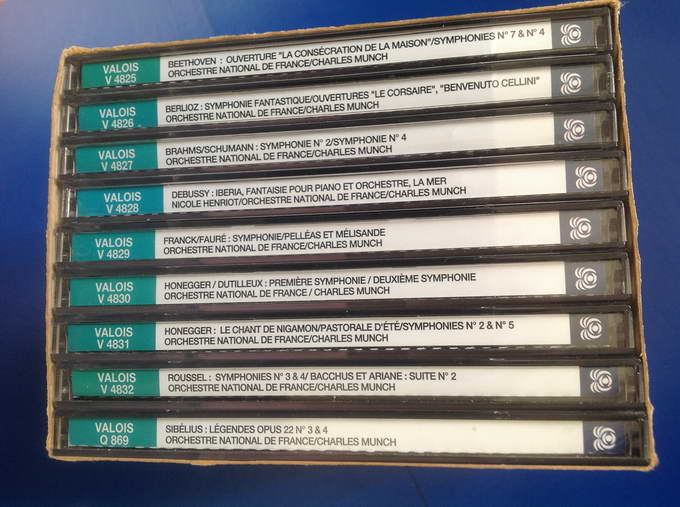 VALOIS
V 4825
BEETHOVEN : OUVERTURE "LA CONSÉCRATION DE LA MAISON"/SYMPHONIES N° 7 & N° 4
ORCHESTRE NATIONAL DE FRANCE/CHARLES MUNCH
VALOIS
V 4826
BERLIOZ : SYMPHONIE FANTASTIQUE/OUVERTURES "LE CORSAIRE", "BENVENUTO CELLINI"
ORCHESTRE NATIONAL DE FRANCE/CHARLES MUNCH
VALOIS
V 4827
BRAHMS/SCHUMANN : SYMPHONIE N° 2/SYMPHONIE N° 4
ORCHESTRE NATIONAL DE FRANCE/CHARLES MUNCH
VALOIS
V 4828
DEBUSSY : IBERIA, FANTAISIE POUR PIANO ET ORCHESTRE, LA MER
NICOLE HENRIOT/ORCHESTRE NATIONAL DE FRANCE/CHARLES MUNCH
VALOIS
V 4829
FRANCK/FAURÉ : SYMPHONIE/PELLÉAS ET MÉLISANDE
ORCHESTRE NATIONAL DE FRANCE/CHARLES MUNCH
VALOIS
V 4830
HONEGGER / DUTILLEUX : PREMIÈRE SYMPHONIE / DEUXIÈME SYMPHONIE
ORCHESTRE NATIONAL DE FRANCE / CHARLES MUNCH
VALOIS
V 4831
HONEGGER : LE CHANT DE NIGAMON/PASTORALE D'ÉTÉ/SYMPHONIES N° 2 & N° 5
ORCHESTRE NATIONAL DE FRANCE/CHARLES MUNCH
VALOIS
V 4832
ROUSSEL : SYMPHONIES N° 3 & 4/ BACCHUS ET ARIANE : SUITE N° 2
ORCHESTRE NATIONAL DE FRANCE/CHARLES MUNCH
VALOIS
Q 869
SIBÉLIUS : LÉGENDES OPUS 22 N° 3 & 4
ORCHESTRE NATIONAL DE FRANCE/CHARLES MUNCH